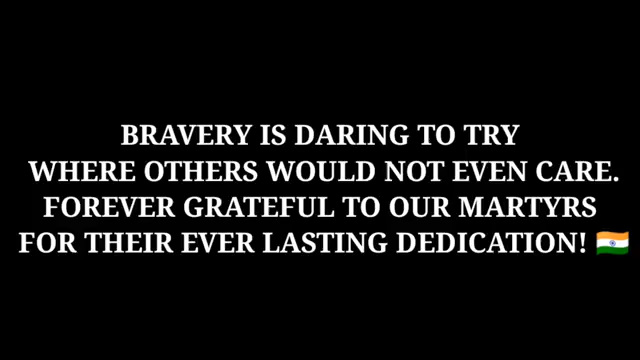 BRAVERY IS DARING TO TRY
WHERE OTHERS WOULD NOT EVEN CARE.
FOREVER GRATEFUL TO OUR MARTYRS
FOR THEIR EVER LASTING DEDICATION! 🇮🇳